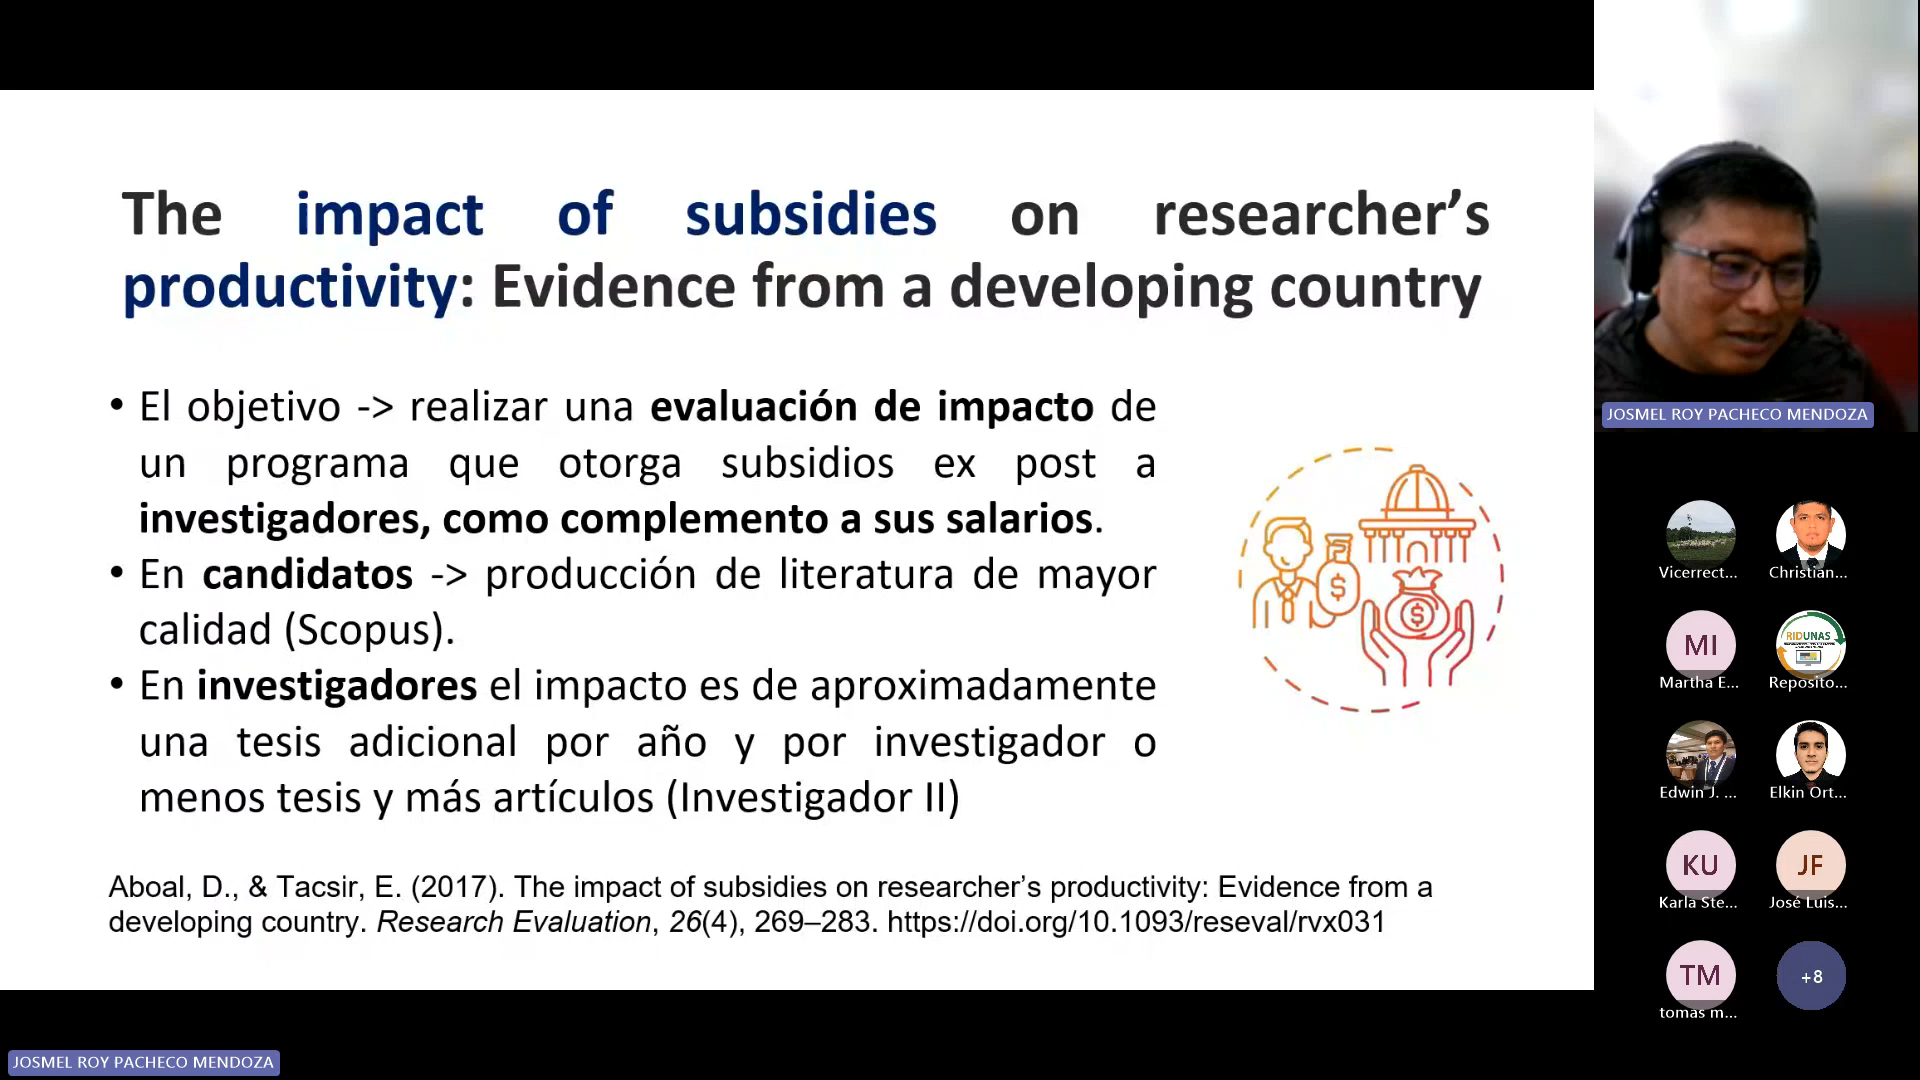 The impact of subsidies on researcher’s
productivity: Evidence from a developing country
• El objetivo -> realizar una evaluación de impacto de
un programa que otorga subsidios ex post a
investigadores, como complemento a sus salarios.
• En candidatos -> producción de literatura de mayor
calidad (Scopus).
• En investigadores el impacto es de aproximadamente
una tesis adicional por año y por investigador o
menos tesis y más artículos (Investigador II)
Aboal, D., & Tacsir, E. (2017). The impact of subsidies on researcher’s productivity: Evidence from a
developing country. Research Evaluation, 26(4), 269–283. https://doi.org/10.1093/reseval/rvx031
JOSMEL ROY PACHECO MENDOZA
JOSMEL ROY PACHECO MENDOZA
Vicerrect...
Christian...
MI
Martha E...
RIDUNAS
Reposito...
Edwin J. ...
Elkin Ort...
KU
Karla Ste...
JF
José Luis...
TM
tomas m...
+8